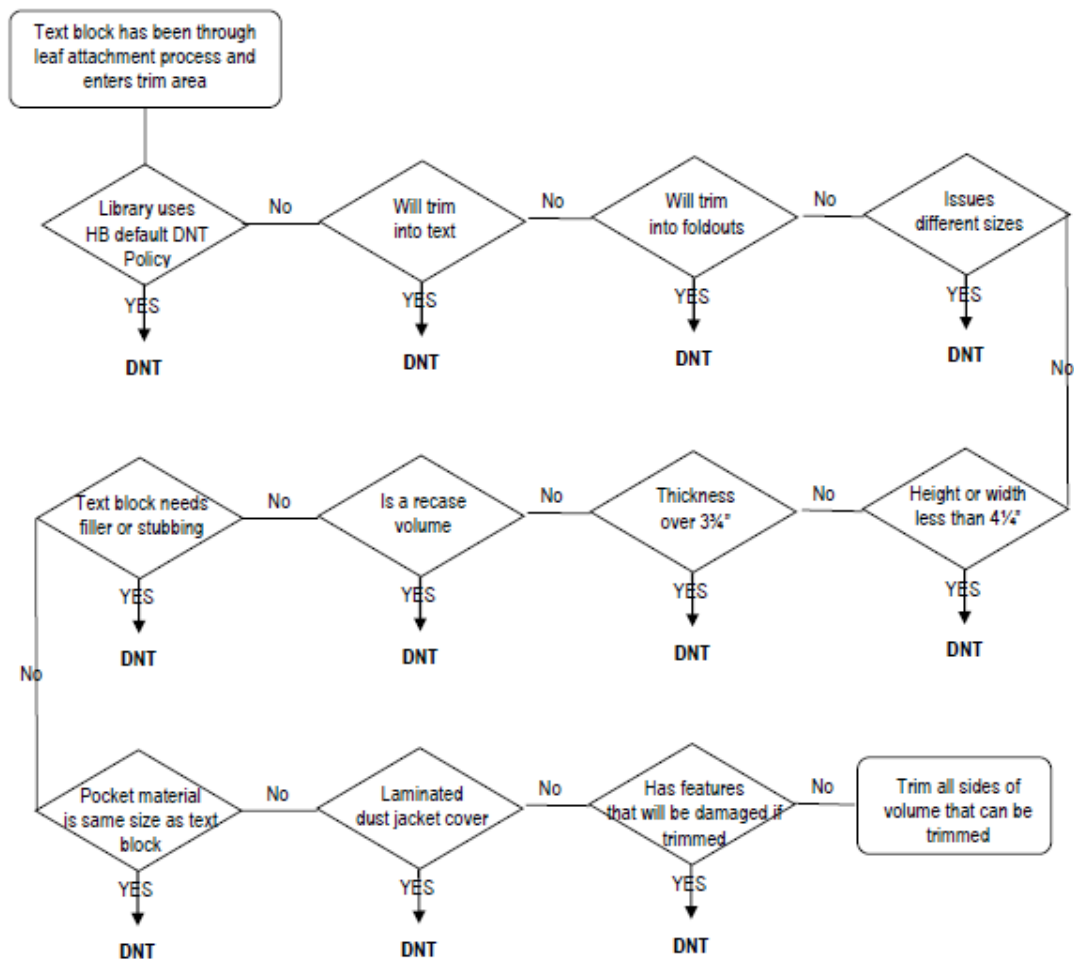 Text block has been through
leaf attachment process and
enters trim area
Library uses
HB default DNT
Policy
No
Will trim
into text
No
Will trim
into foldouts
No
Issues
different sizes
YES
YES
YES
YES
DNT
DNT
DNT
DNT
No
Text block needs
filler or stubbing
No
Is a recase
volume
No
Thickness
over 3¾"
No
Height or width
less than 4¼"
YES
YES
YES
YES
DNT
DNT
DNT
DNT
No
Pocket material
is same size as text
block
No
Laminated
dust jacket cover
No
Has features
that will be damaged if
trimmed
No
Trim all sides of
volume that can be
trimmed
YES
YES
YES
DNT
DNT
DNT